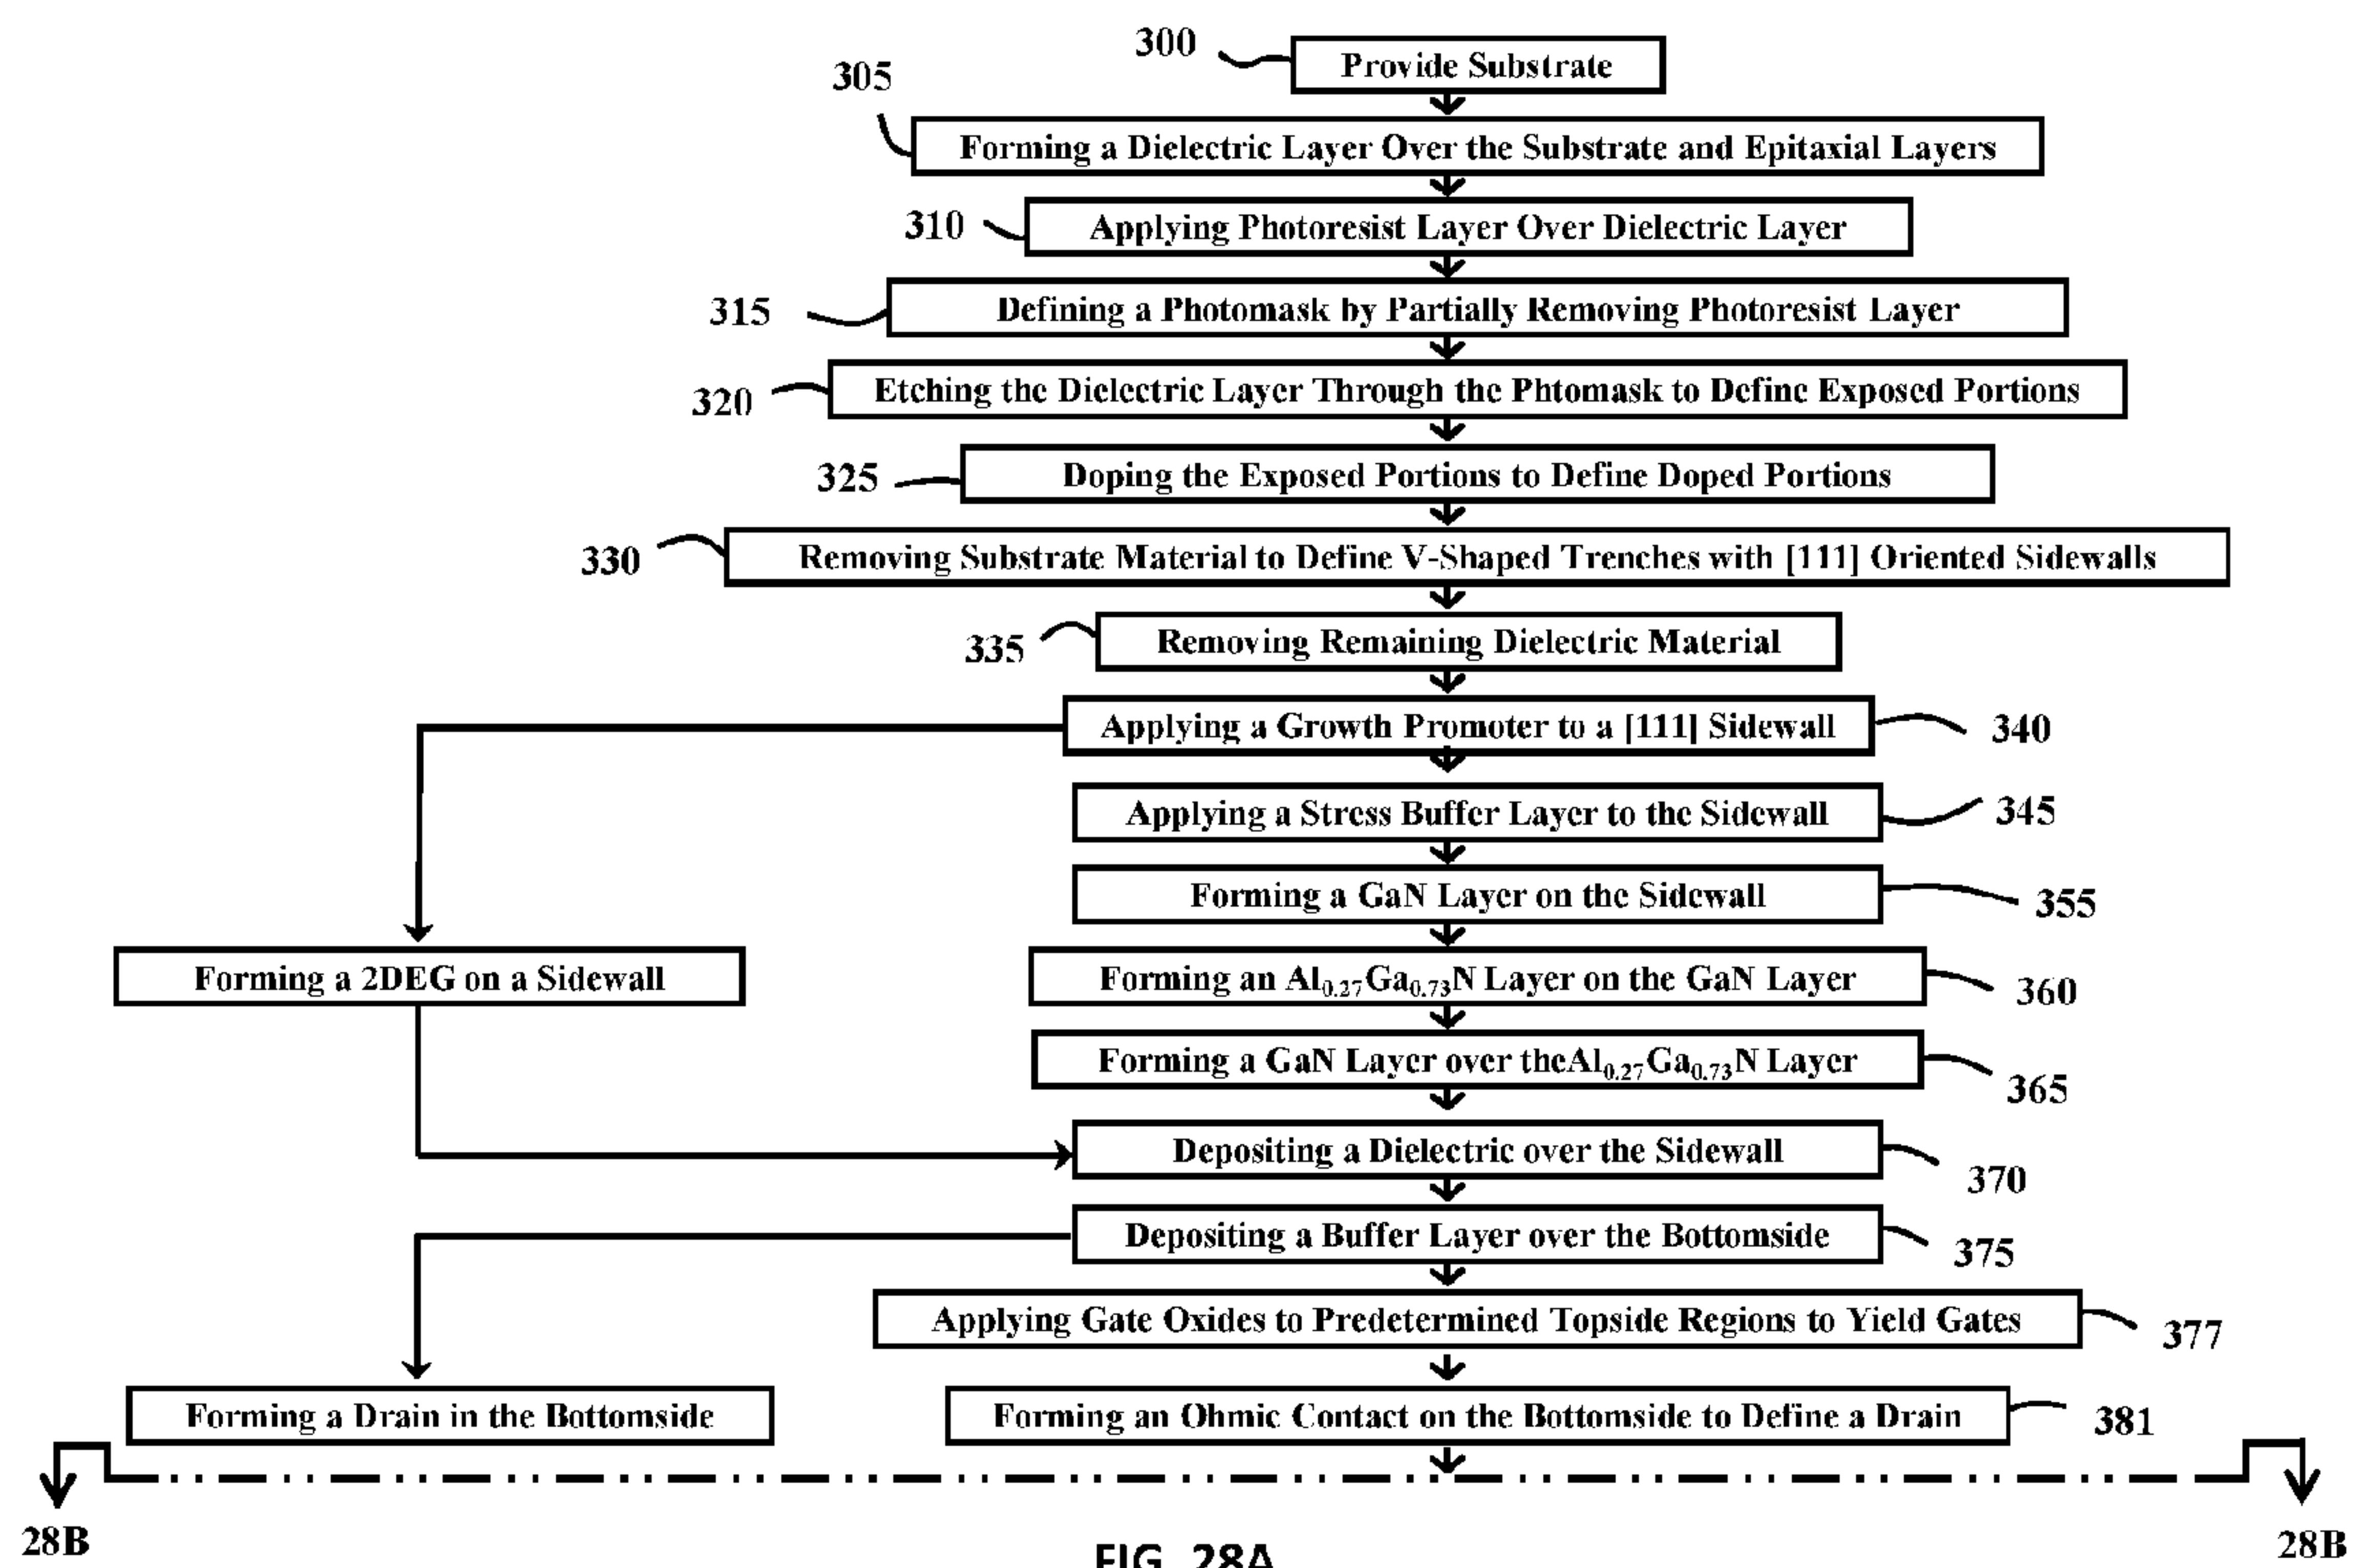 300
Provide Substrate
305
Forming a Dielectric Layer Over the Substrate and Epitaxial Layers
310
Applying Photoresist Layer Over Dielectric Layer
315
Defining a Photomask by Partially Removing Photoresist Layer
320
Etching the Dielectric Layer Through the Phtomask to Define Exposed Portions
325
Doping the Exposed Portions to Define Doped Portions
330
Removing Substrate Material to Define V-Shaped Trenches with [111] Oriented Sidewalls
335
Removing Remaining Dielectric Material
Applying a Growth Promoter to a [111] Sidewall
340
Applying a Stress Buffer Layer to the Sidewall
345
Forming a GaN Layer on the Sidewall
355
Forming a 2DEG on a Sidewall
Forming an Al0.27Ga0.73N Layer on the GaN Layer
360
Forming a GaN Layer over theAl0.27Ga0.73N Layer
365
Depositing a Dielectric over the Sidewall
370
Depositing a Buffer Layer over the Bottomside
375
Applying Gate Oxides to Predetermined Topside Regions to Yield Gates
377
Forming a Drain in the Bottomside
Forming an Ohmic Contact on the Bottomside to Define a Drain
381
28B
28B
FIG. 28A